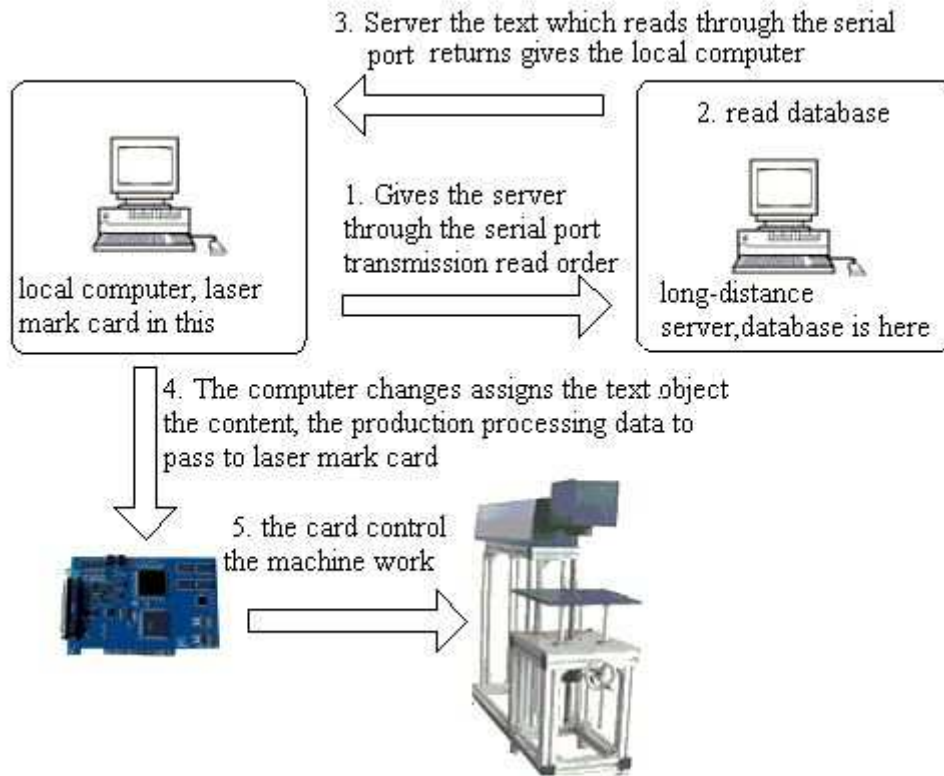 3. Server the text which reads through the serial
port returns gives the local computer
2. read database
1. Gives the server
through the serial port
transmission read order
local computer, laser
mark card in this
long-distance
server,database is here
4. The computer changes assigns the text object
the content, the production processing data to
pass to laser mark card
5. the card control
the machine work